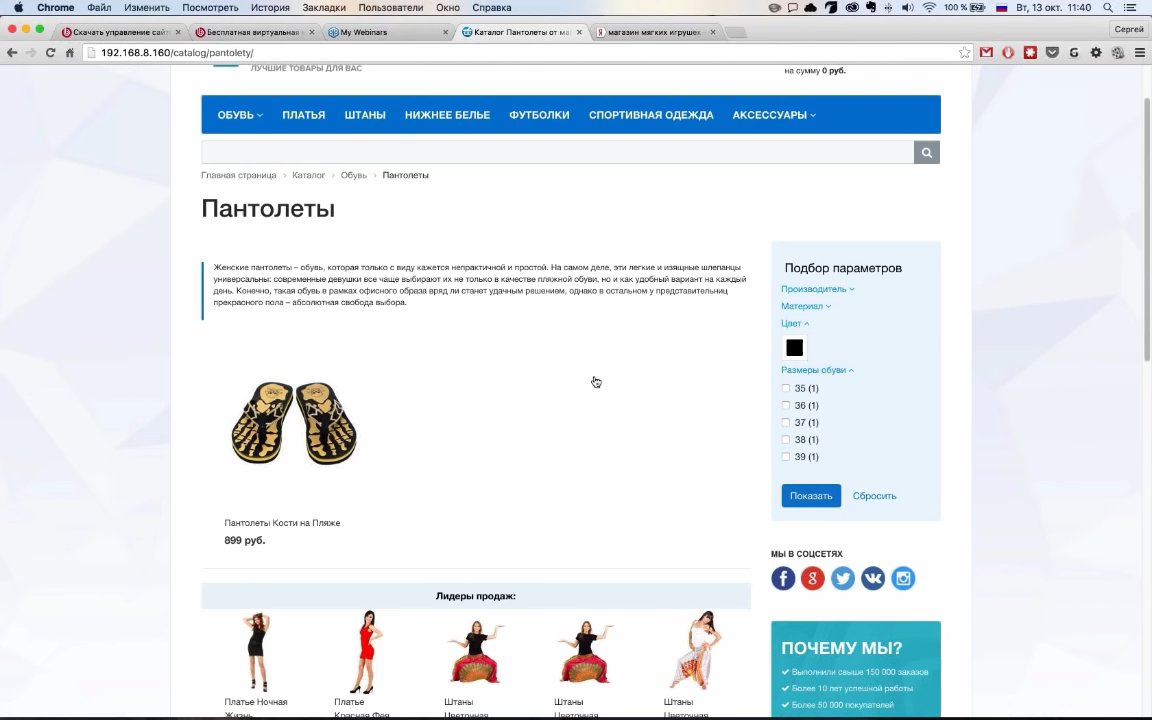 Chrome Файл Изменить Посмотреть История Закладки Пользователи Окно Справка 100 % Вт, 13 окт. 11:40
Скачать управление сайт Бесплатная виртуальная My Webinars Каталог Пантолеты от ма магазин мягких игрушек Сергей
192.168.8.160/catalog/pantolety/
ЛУЧШИЕ ТОВАРЫ ДЛЯ ВАС
на сумму 0 руб.
ОБУВЬ ПЛАТЬЯ ШТАНЫ НИЖНЕЕ БЕЛЬЕ ФУТБОЛКИ СПОРТИВНАЯ ОДЕЖДА АКСЕССУАРЫ
Главная страница > Каталог > Обувь > Пантолеты
Пантолеты
Женские пантолеты – обувь, которая только с виду кажется непрактичной и простой. На самом деле, эти легкие и изящные шлепанцы
универсальны: современные девушки все чаще выбирают их не только в качестве пляжной обуви, но и как удобный вариант на каждый
день. Конечно, такая обувь в рамках офисного образа вряд ли станет удачным решением, однако в остальном у представительниц
прекрасного пола – абсолютная свобода выбора.
Подбор параметров
Производитель
Материал
Цвет
Размеры обуви
35 (1)
36 (1)
37 (1)
38 (1)
39 (1)
Показать Сбросить
Пантолеты Кости на Пляже
899 руб.
МЫ В СОЦСЕТЯХ
Лидеры продаж:
Платье Ночная
Жизнь
Платье
Красная Фея
Штаны
Цветочная
Штаны
Цветочная
Штаны
Цветочная
ПОЧЕМУ МЫ?
Выполнили свыше 150 000 заказов
Более 10 лет успешной работы
Более 50 000 покупателей